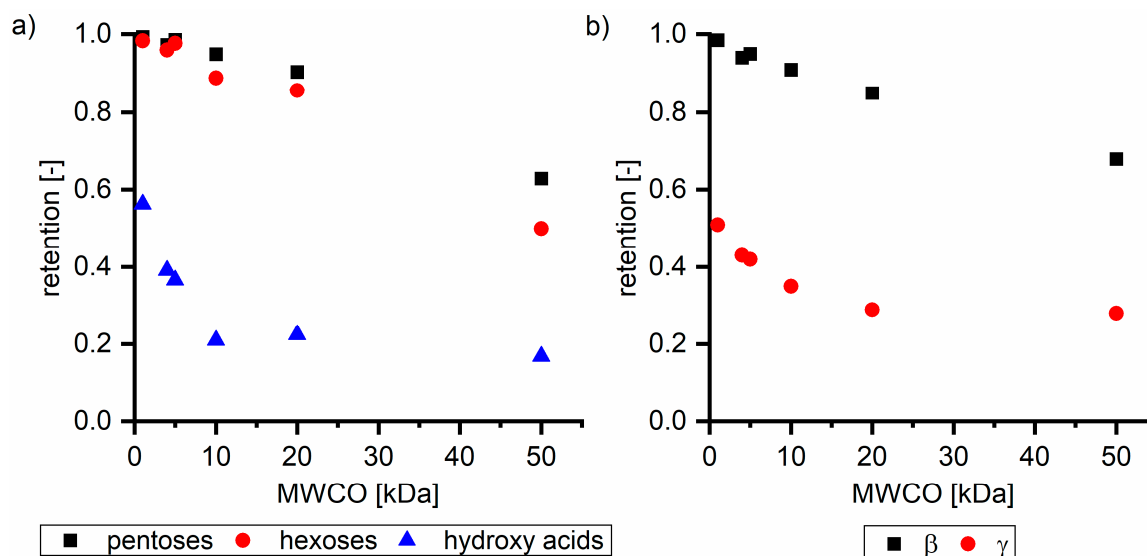 a)
1.0
0.8
0.6
0.4
0.2
0.0
retention [-]
0 10 20 30 40 50
MWCO [kDa]
pentoses hexoses hydroxy acids
b)
1.0
0.8
0.6
0.4
0.2
0.0
retention [-]
0 10 20 30 40 50
MWCO [kDa]
β γ